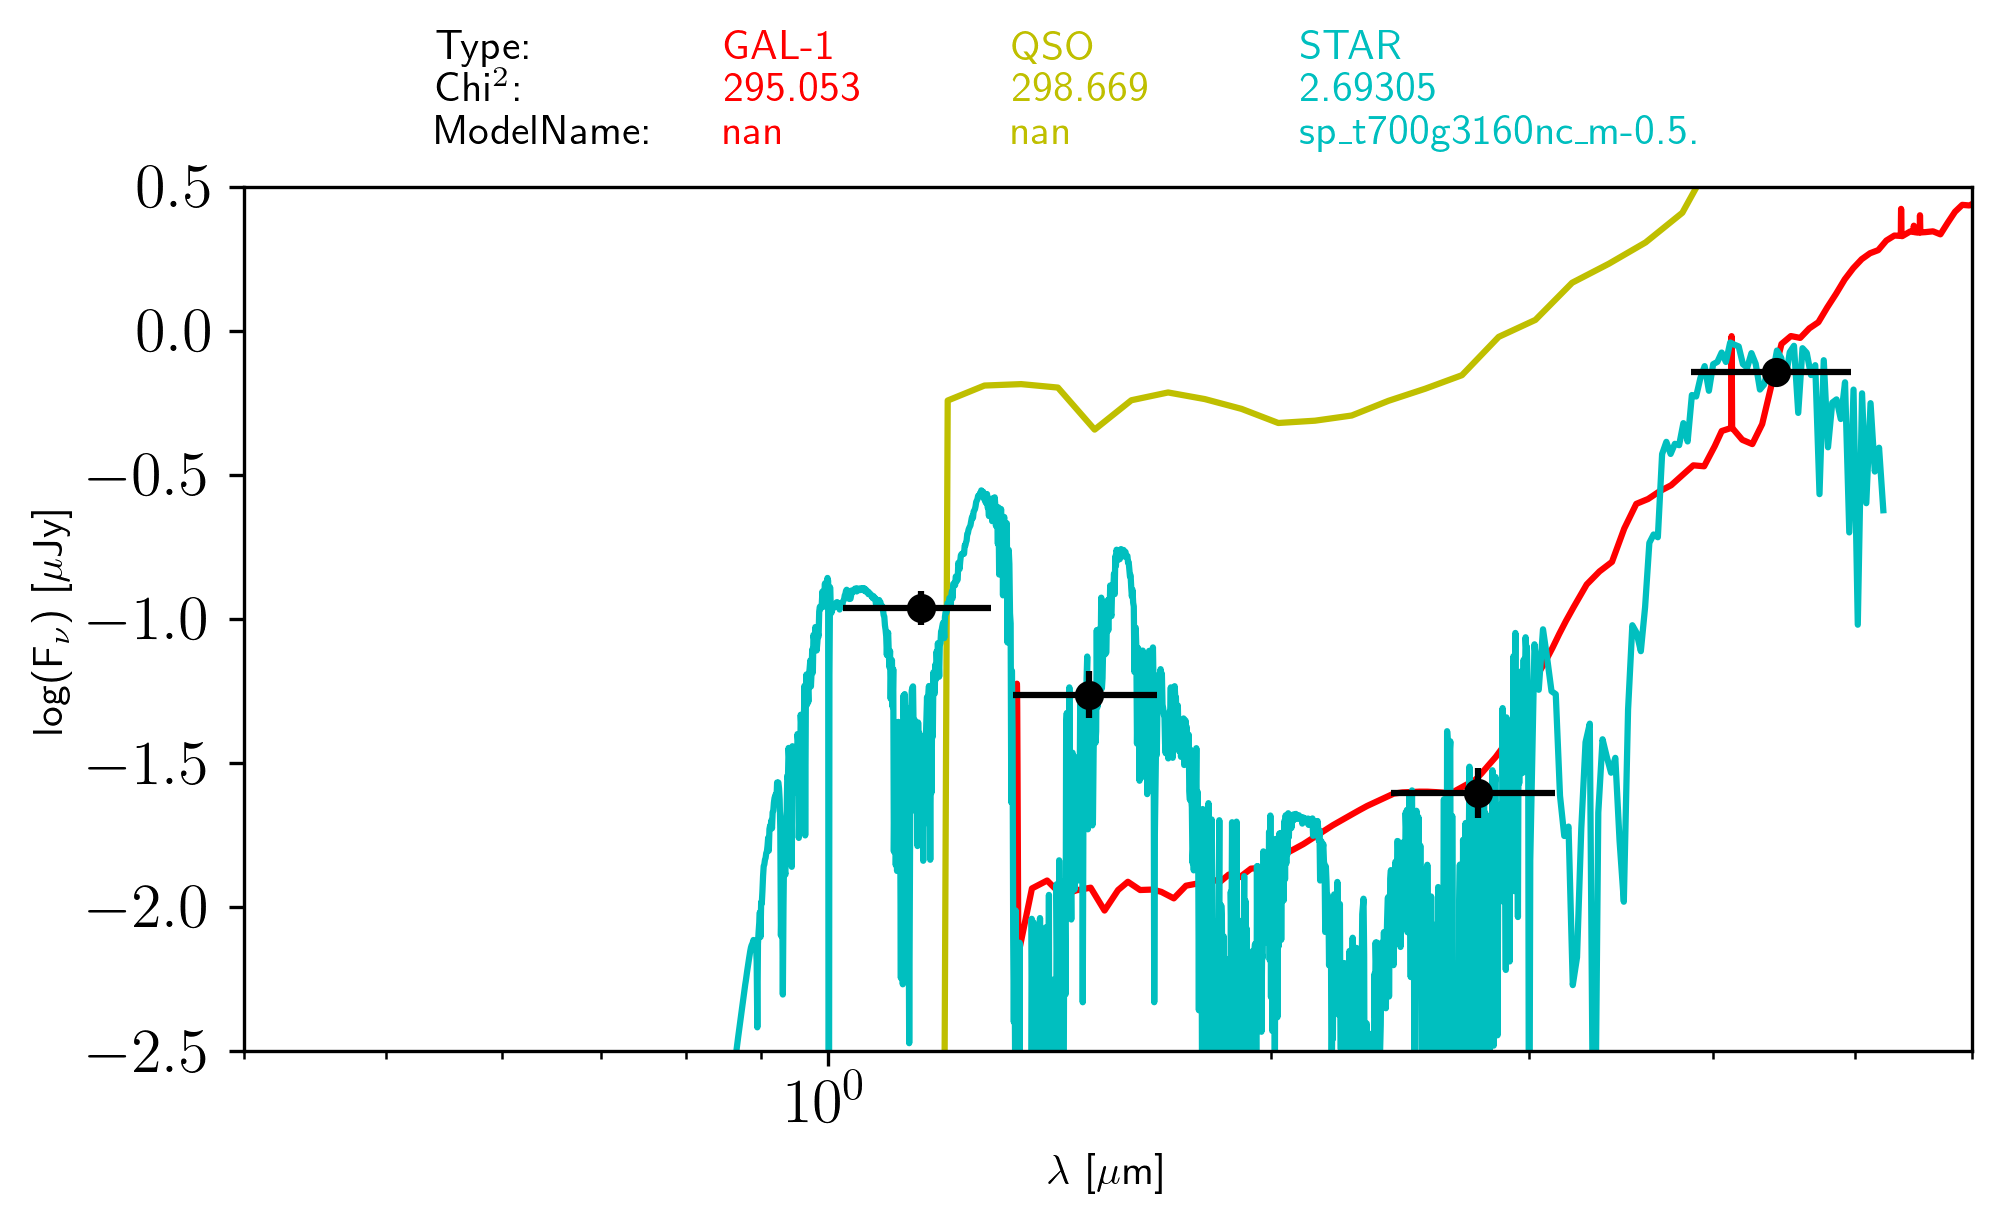 Type: GAL-1 QSO STAR
Chi²: 295.053 298.669 2.69305
ModelName: nan nan sp_t700g3160nc_m-0.5.
0.5
0.0
−0.5
−1.0
−1.5
−2.0
−2.5
log(Fν) [μJy]
10⁰
λ [μm]